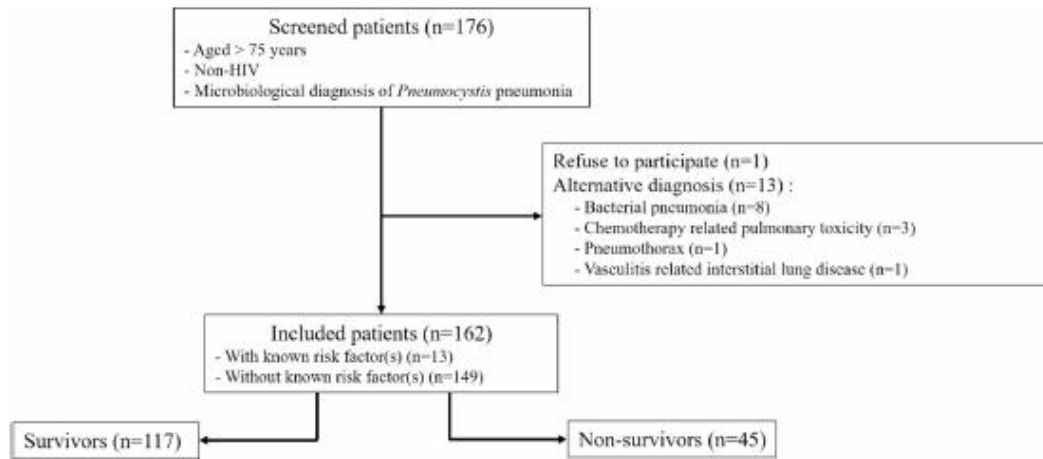 Screened patients (n=176)
- Aged > 75 years
- Non-HIV
- Microbiological diagnosis of Pneumocystis pneumonia
Refuse to participate (n=1)
Alternative diagnosis (n=13) :
- Bacterial pneumonia (n=8)
- Chemotherapy related pulmonary toxicity (n=3)
- Pneumothorax (n=1)
- Vasculitis related interstitial lung disease (n=1)
Included patients (n=162)
- With known risk factor(s) (n=13)
- Without known risk factor(s) (n=149)
Survivors (n=117)
Non-survivors (n=45)